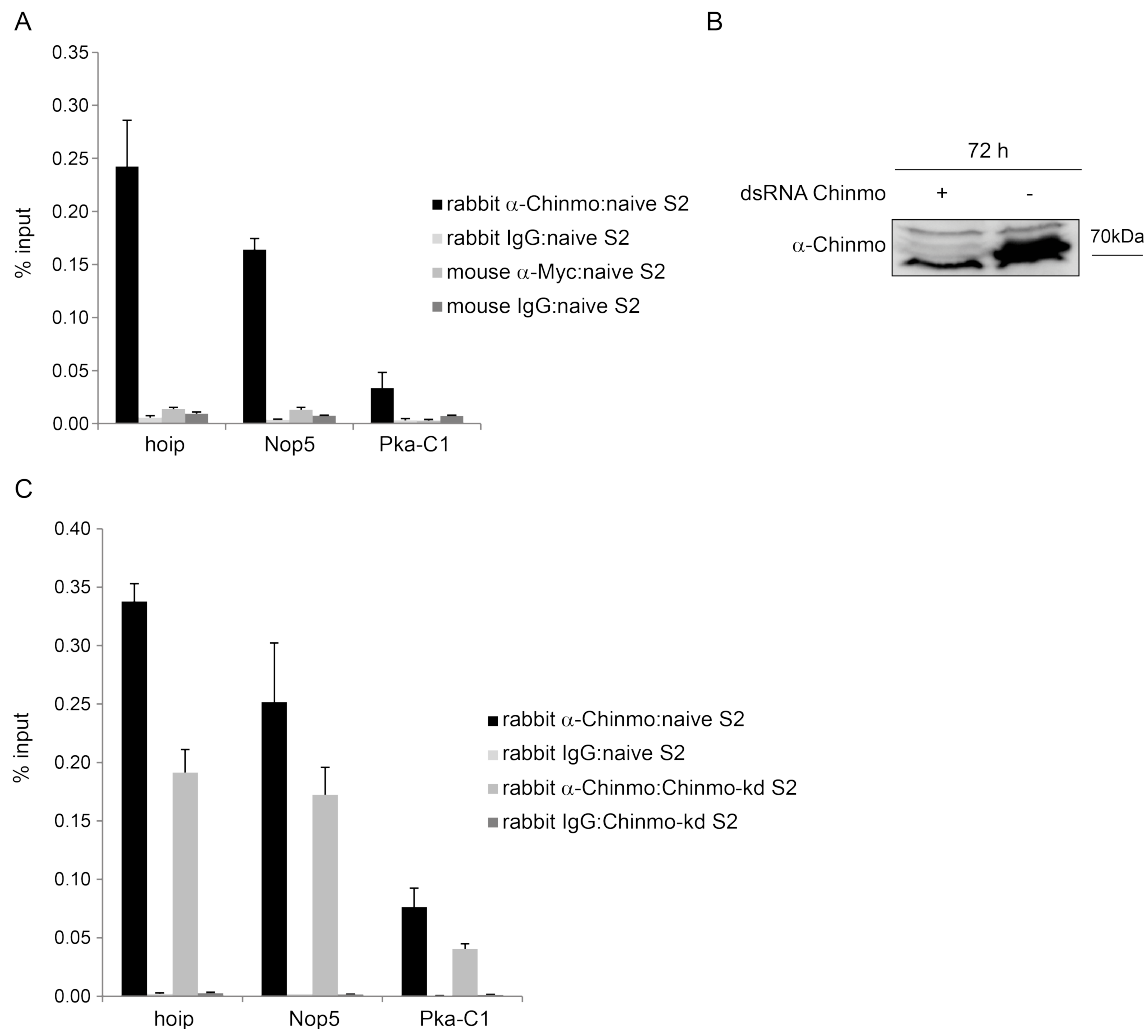 A
0.35
0.30
0.25
0.20
0.15
0.10
0.05
0.00
% input
hoip
Nop5
Pka-C1
rabbit α-Chinmo:naive S2
rabbit IgG:naive S2
mouse α-Myc:naive S2
mouse IgG:naive S2
B
72 h
dsRNA Chinmo + -
α-Chinmo
70kDa
C
0.40
0.35
0.30
0.25
0.20
0.15
0.10
0.05
0.00
% input
hoip
Nop5
Pka-C1
rabbit α-Chinmo:naive S2
rabbit IgG:naive S2
rabbit α-Chinmo:Chinmo-kd S2
rabbit IgG:Chinmo-kd S2